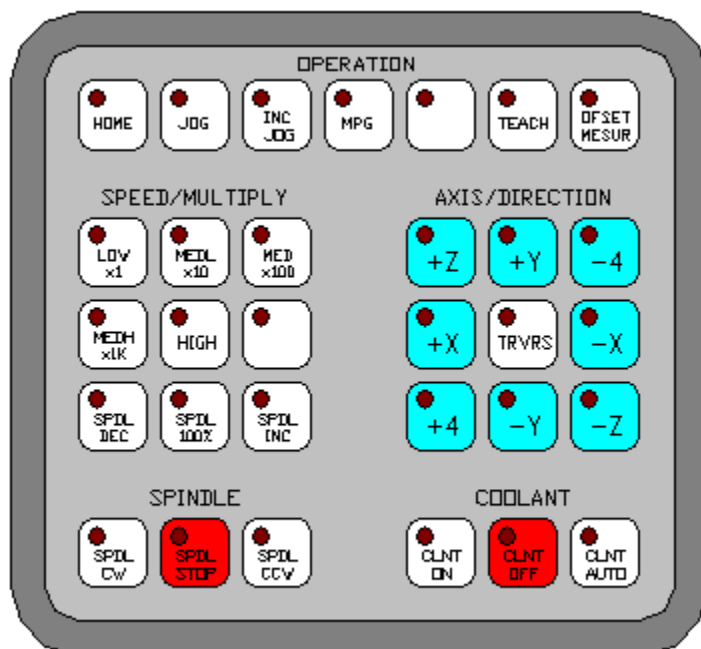 OPERATION
HOME
JOG
INC
JOG
MPG
TEACH
OFSET
MESUR
SPEED/MULTIPLY
LOW
x1
MEDL
x10
MED
x100
MEDH
x1K
HIGH
SPDL
DEC
SPDL
100%
SPDL
INC
AXIS/DIRECTION
+Z
+Y
-4
+X
TRVRS
-X
+4
-Y
-Z
SPINDLE
SPDL
CW
SPDL
STOP
SPDL
CCW
COOLANT
CLNT
ON
CLNT
OFF
CLNT
AUTO